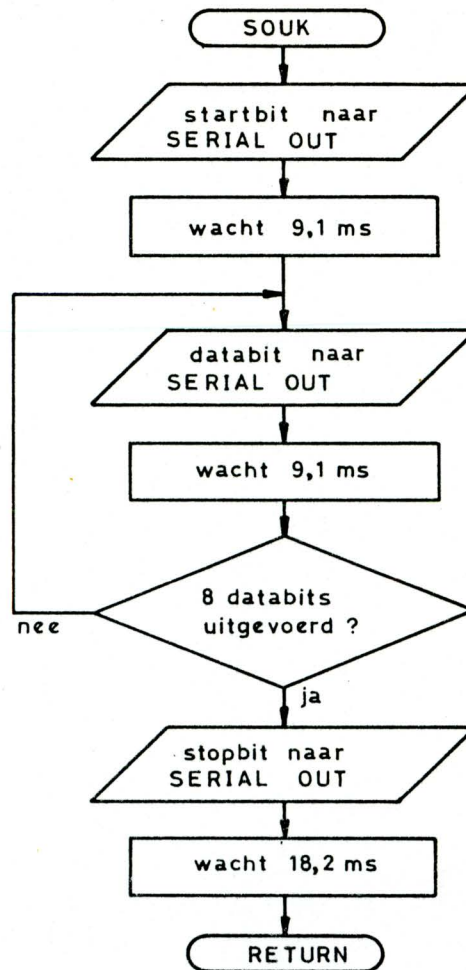 SOUK
startbit naar
SERIAL OUT
wacht 9,1 ms
databit naar
SERIAL OUT
wacht 9,1 ms
8 databits
uitgevoerd ?
nee
ja
stopbit naar
SERIAL OUT
wacht 18,2 ms
RETURN